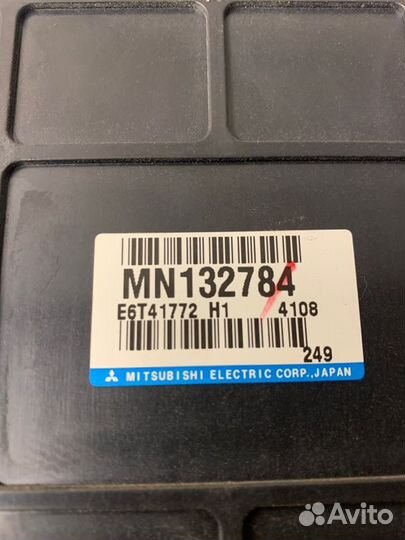 MN132784
E6T41772 H1 4108
249
MITSUBISHI ELECTRIC CORP.,JAPAN
Avito